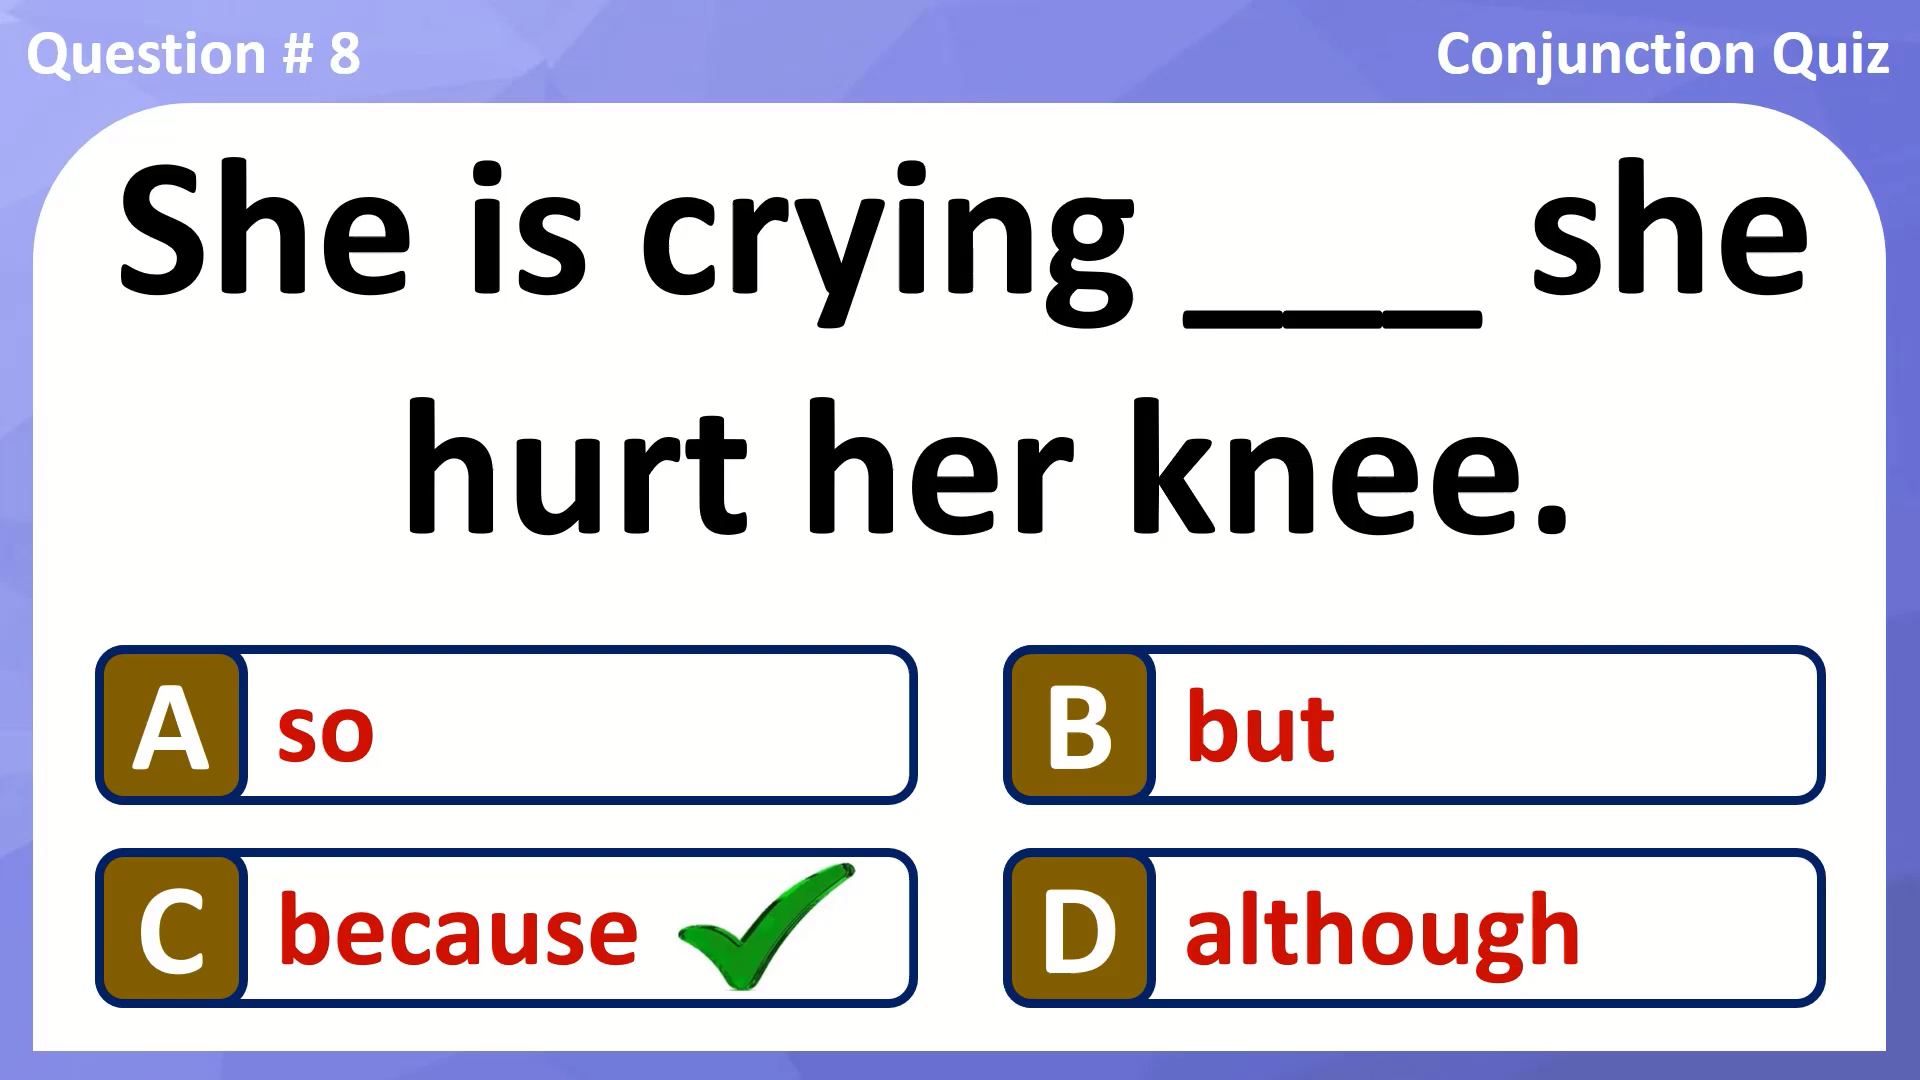 Question # 8
Conjunction Quiz
She is crying ___ she
hurt her knee.
A so
B but
C because
D although